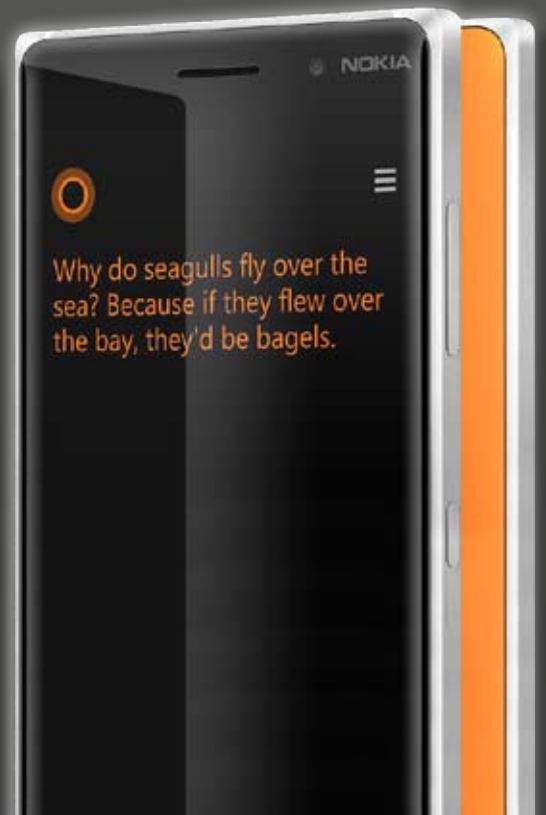 NOKIA
Why do seagulls fly over the
sea? Because if they flew over
the bay, they'd be bagels.